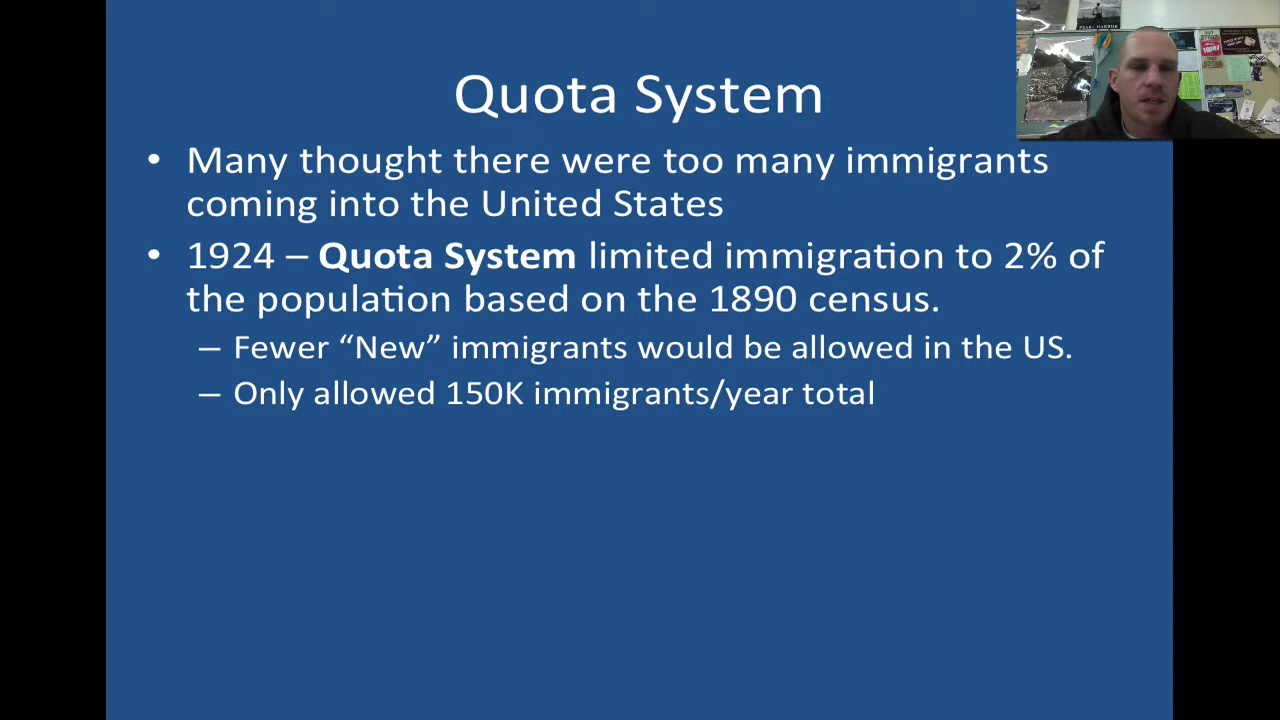 Quota System
• Many thought there were too many immigrants
coming into the United States
• 1924 – Quota System limited immigration to 2% of
the population based on the 1890 census.
– Fewer “New” immigrants would be allowed in the US.
– Only allowed 150K immigrants/year total